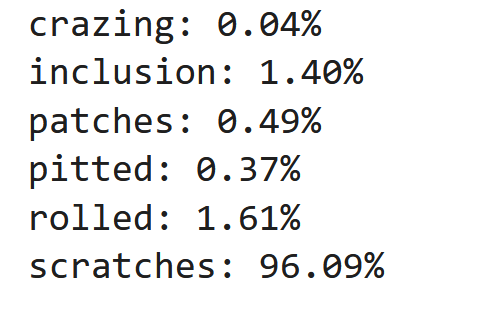 crazing: 0.04%
inclusion: 1.40%
patches: 0.49%
pitted: 0.37%
rolled: 1.61%
scratches: 96.09%